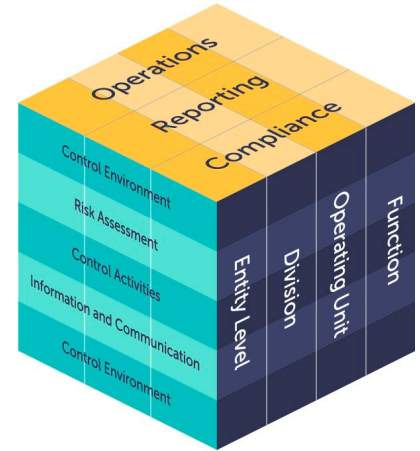 Operations
Reporting
Compliance
Control Environment
Risk Assessment
Control Activities
Information and Communication
Control Environment
Entity Level
Division
Operating Unit
Function